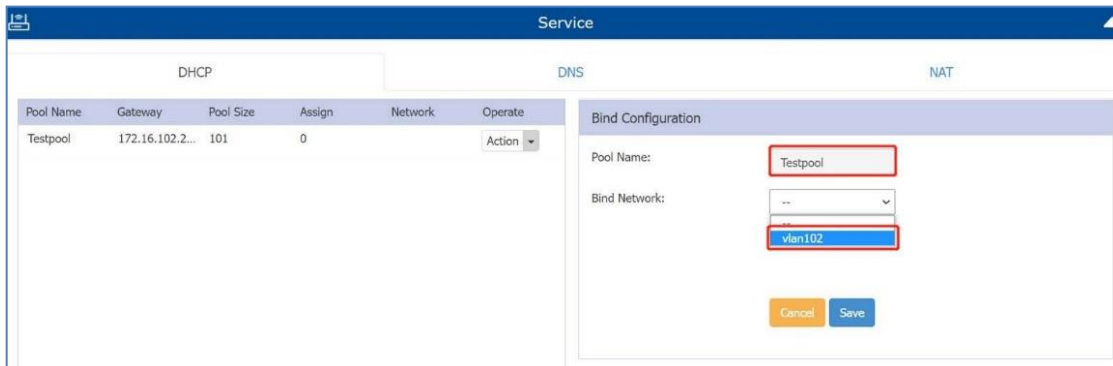 Service
DHCP DNS NAT
Pool Name Gateway Pool Size Assign Network Operate
Testpool 172.16.102.2... 101 0 Action
Bind Configuration
Pool Name: Testpool
Bind Network: --
--
vlan102
Cancel Save